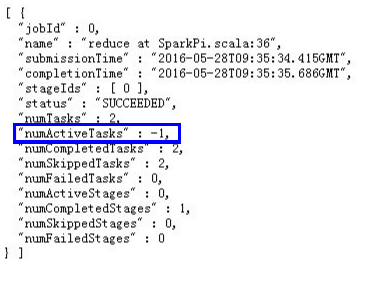 [ {
  "jobId" : 0,
  "name" : "reduce at SparkPi.scala:36",
  "submissionTime" : "2016-05-28T09:35:34.415GMT",
  "completionTime" : "2016-05-28T09:35:35.686GMT",
  "stageIds" : [ 0 ],
  "status" : "SUCCEEDED",
  "numTasks" : 2,
  "numActiveTasks" : -1,
  "numCompletedTasks" : 2,
  "numSkippedTasks" : 2,
  "numFailedTasks" : 0,
  "numActiveStages" : 0,
  "numCompletedStages" : 1,
  "numSkippedStages" : 0,
  "numFailedStages" : 0
} ]